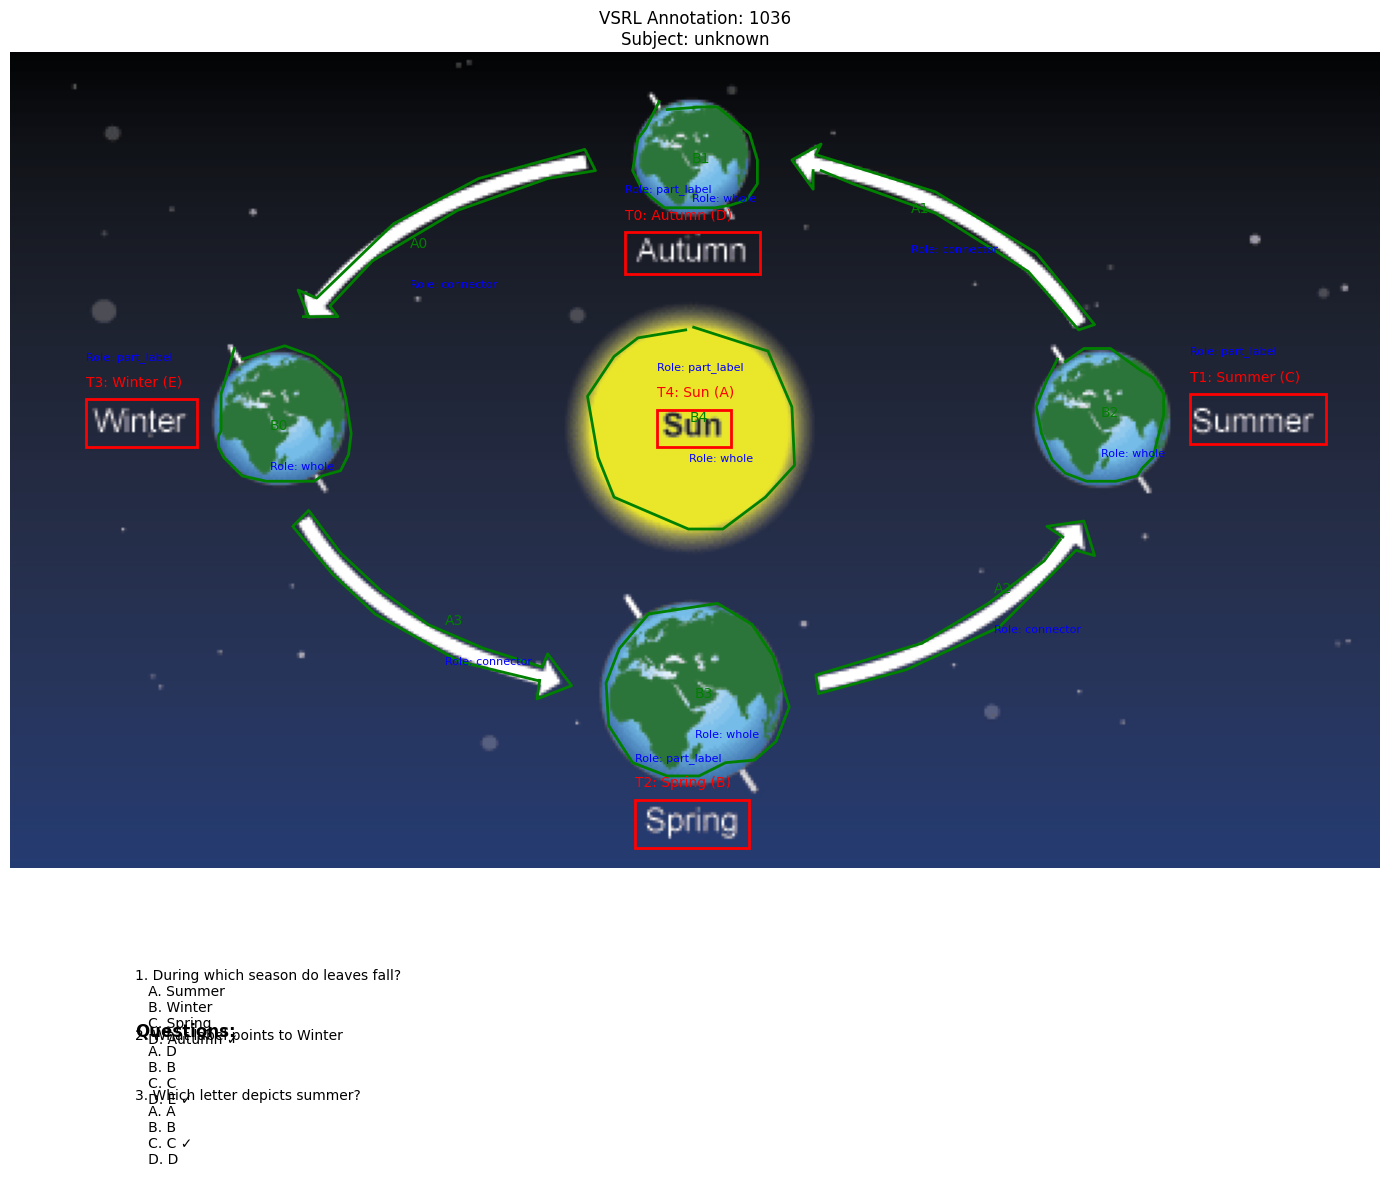 VSRL Annotation: 1036
Subject: unknown
B1
Role: part_label
Role: whole
T0: Autumn (D)
Autumn
A0
Role: connector
A1
Role: connector
Role: part_label
T3: Winter (E)
Winter
B0
Role: whole
Role: part_label
T4: Sun (A)
Sun
B4
Role: whole
B2
Role: whole
Role: part_label
T1: Summer (C)
Summer
A3
Role: connector
A2
Role: connector
B3
Role: whole
Role: part_label
T2: Spring (B)
Spring
1. During which season do leaves fall?
A. Summer
B. Winter
C. Spring
Questions:
D. Autumn ✓
2. What label points to Winter
A. D
B. B
C. C
D. E ✓
3. Which letter depicts summer?
A. A
B. B
C. C ✓
D. D